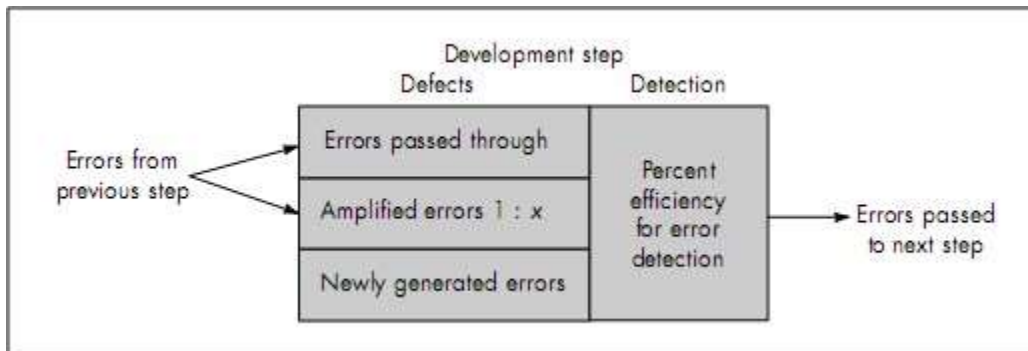 Development step
Defects
Detection
Errors from
previous step
Errors passed through
Amplified errors 1 : x
Newly generated errors
Percent
efficiency
for error
detection
Errors passed
to next step